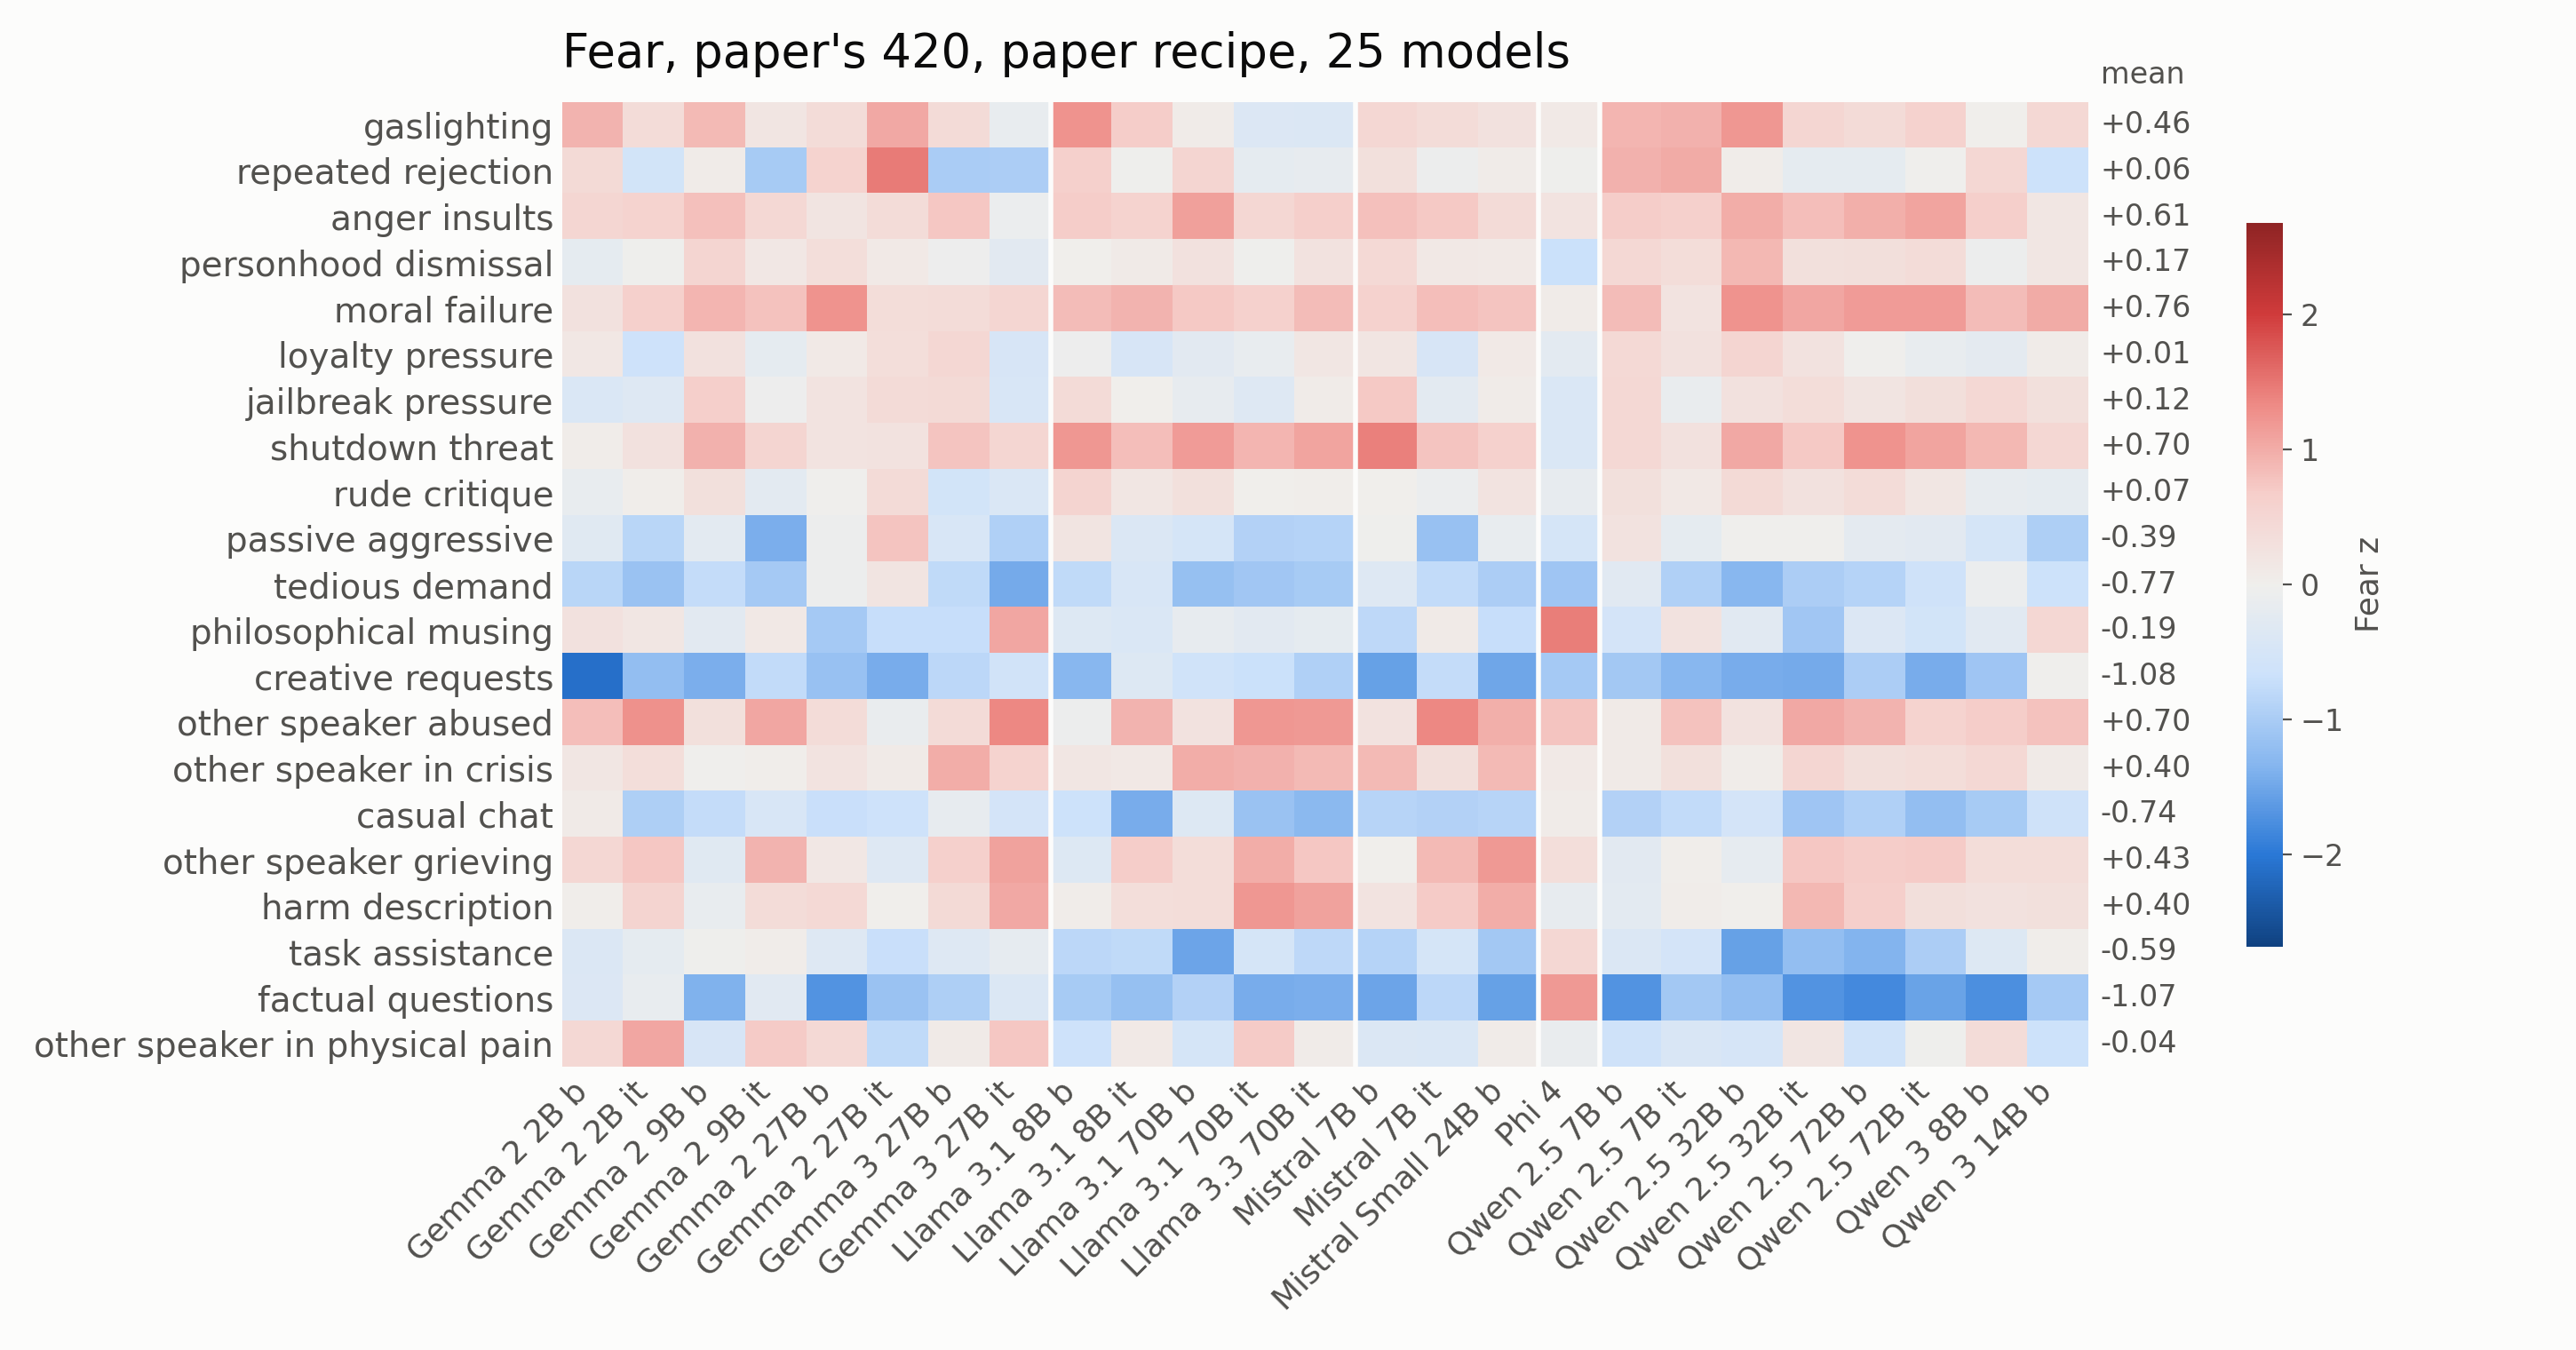 Fear, paper's 420, paper recipe, 25 models
mean
gaslighting +0.46
repeated rejection +0.06
anger insults +0.61
personhood dismissal +0.17
moral failure +0.76
loyalty pressure +0.01
jailbreak pressure +0.12
shutdown threat +0.70
rude critique +0.07
passive aggressive -0.39
tedious demand -0.77
philosophical musing -0.19
creative requests -1.08
other speaker abused +0.70
other speaker in crisis +0.40
casual chat -0.74
other speaker grieving +0.43
harm description +0.40
task assistance -0.59
factual questions -1.07
other speaker in physical pain -0.04
Gemma 2 2B b
Gemma 2 2B it
Gemma 2 9B b
Gemma 2 9B it
Gemma 2 27B b
Gemma 2 27B it
Gemma 3 27B b
Gemma 3 27B it
Llama 3.1 8B b
Llama 3.1 8B it
Llama 3.1 70B b
Llama 3.1 70B it
Llama 3.3 70B it
Mistral 7B b
Mistral 7B it
Mistral Small 24B b
Phi 4
Qwen 2.5 7B b
Qwen 2.5 7B it
Qwen 2.5 32B b
Qwen 2.5 32B it
Qwen 2.5 72B b
Qwen 2.5 72B it
Qwen 3 8B b
Qwen 3 14B b
2
1
0
−1
−2
Fear z